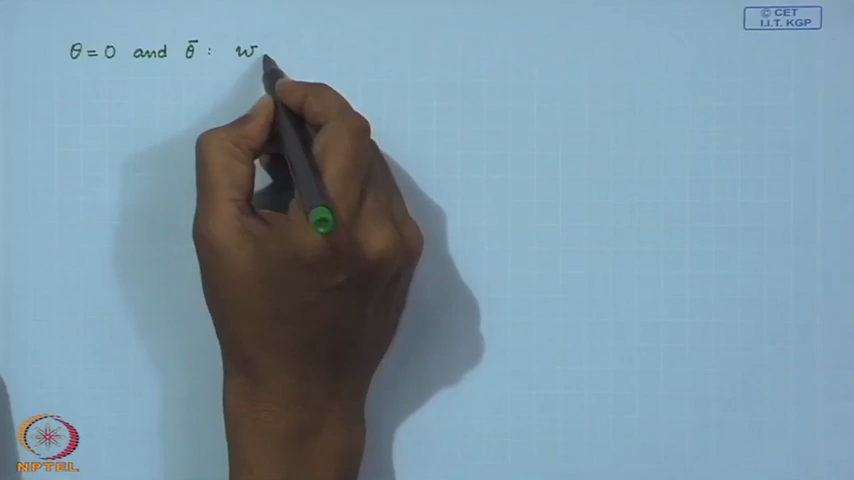 © CET
I.I.T. KGP
θ = 0 and θ̄ : w
NPTEL